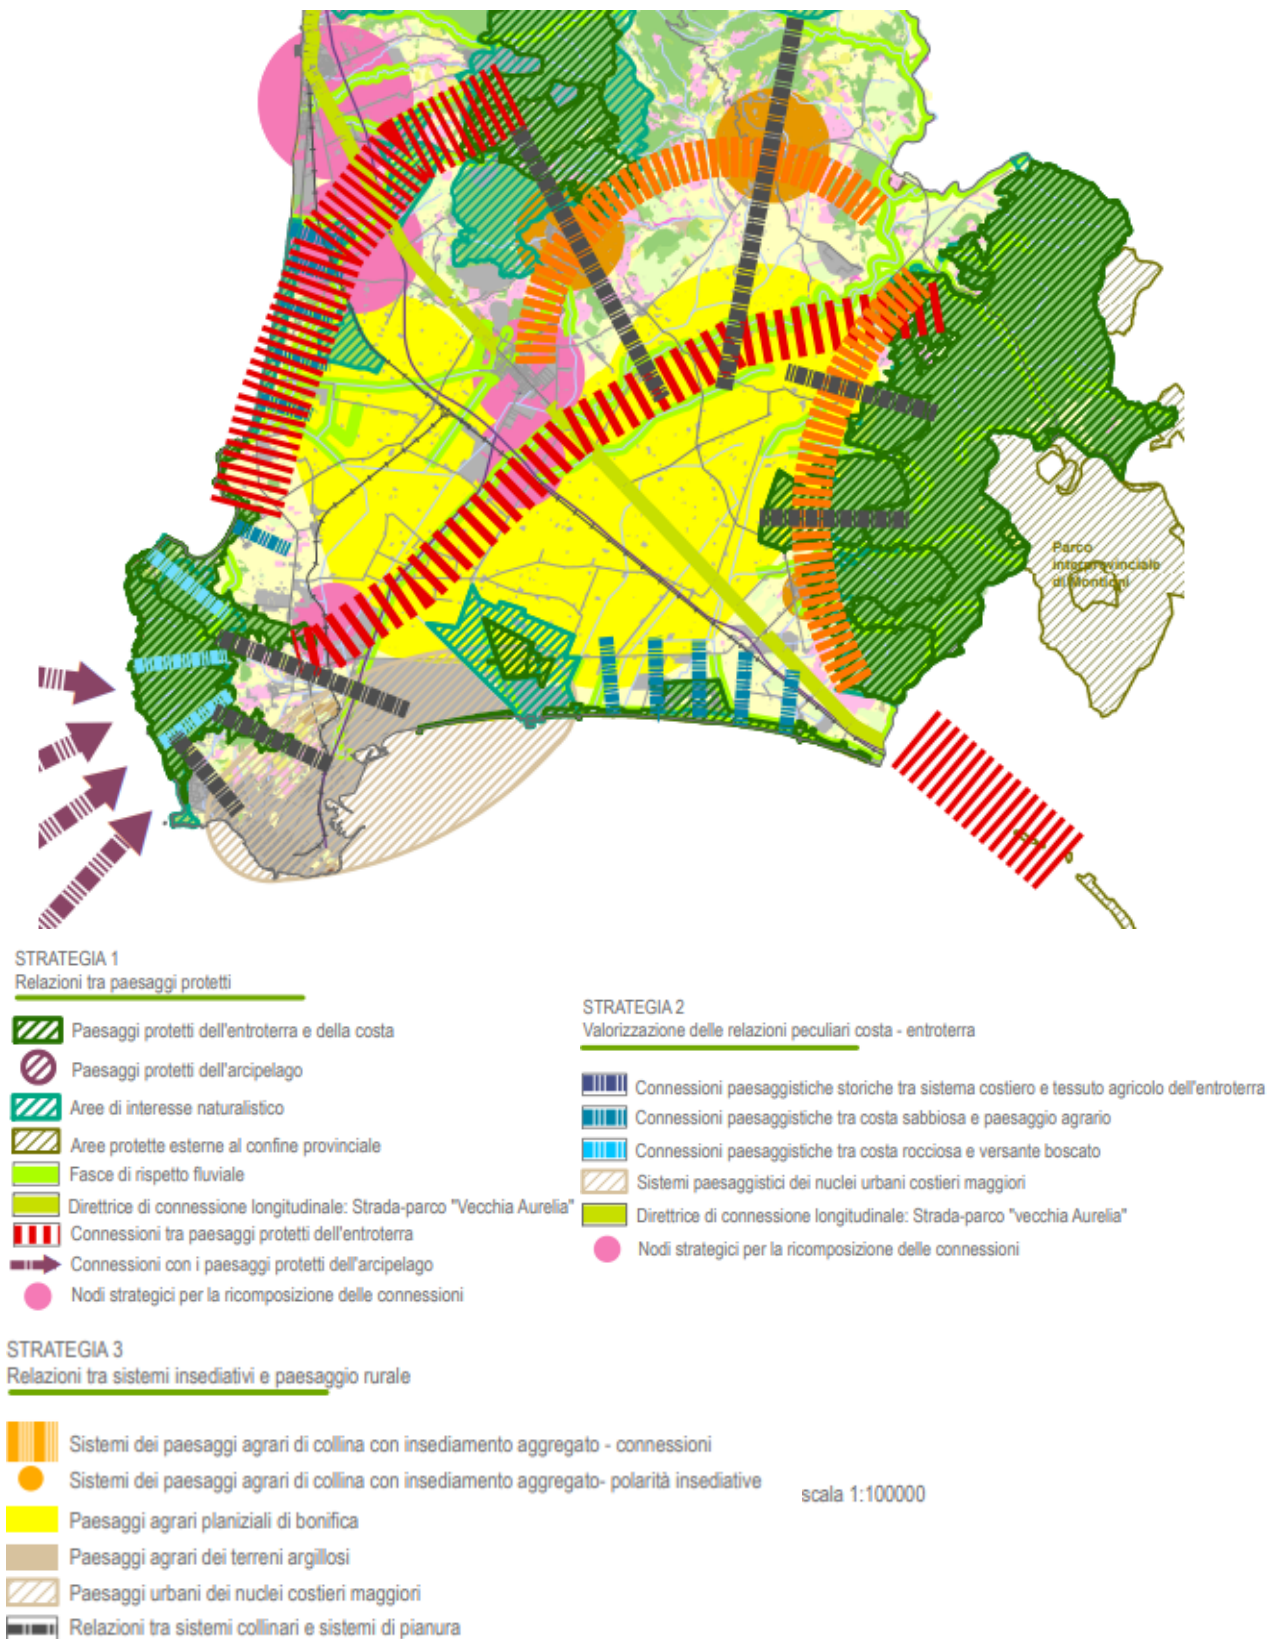 Parco
Interprovinciale
di Montioni
STRATEGIA 1
Relazioni tra paesaggi protetti
Paesaggi protetti dell'entroterra e della costa
Paesaggi protetti dell'arcipelago
Aree di interesse naturalistico
Aree protette esterne al confine provinciale
Fasce di rispetto fluviale
Direttrice di connessione longitudinale: Strada-parco "Vecchia Aurelia"
Connessioni tra paesaggi protetti dell'entroterra
Connessioni con i paesaggi protetti dell'arcipelago
Nodi strategici per la ricomposizione delle connessioni
STRATEGIA 2
Valorizzazione delle relazioni peculiari costa - entroterra
Connessioni paesaggistiche storiche tra sistema costiero e tessuto agricolo dell'entroterra
Connessioni paesaggistiche tra costa sabbiosa e paesaggio agrario
Connessioni paesaggistiche tra costa rocciosa e versante boscato
Sistemi paesaggistici dei nuclei urbani costieri maggiori
Direttrice di connessione longitudinale: Strada-parco "vecchia Aurelia"
Nodi strategici per la ricomposizione delle connessioni
STRATEGIA 3
Relazioni tra sistemi insediativi e paesaggio rurale
Sistemi dei paesaggi agrari di collina con insediamento aggregato - connessioni
Sistemi dei paesaggi agrari di collina con insediamento aggregato- polarità insediative
Paesaggi agrari planiziali di bonifica
Paesaggi agrari dei terreni argillosi
Paesaggi urbani dei nuclei costieri maggiori
Relazioni tra sistemi collinari e sistemi di pianura
scala 1:100000